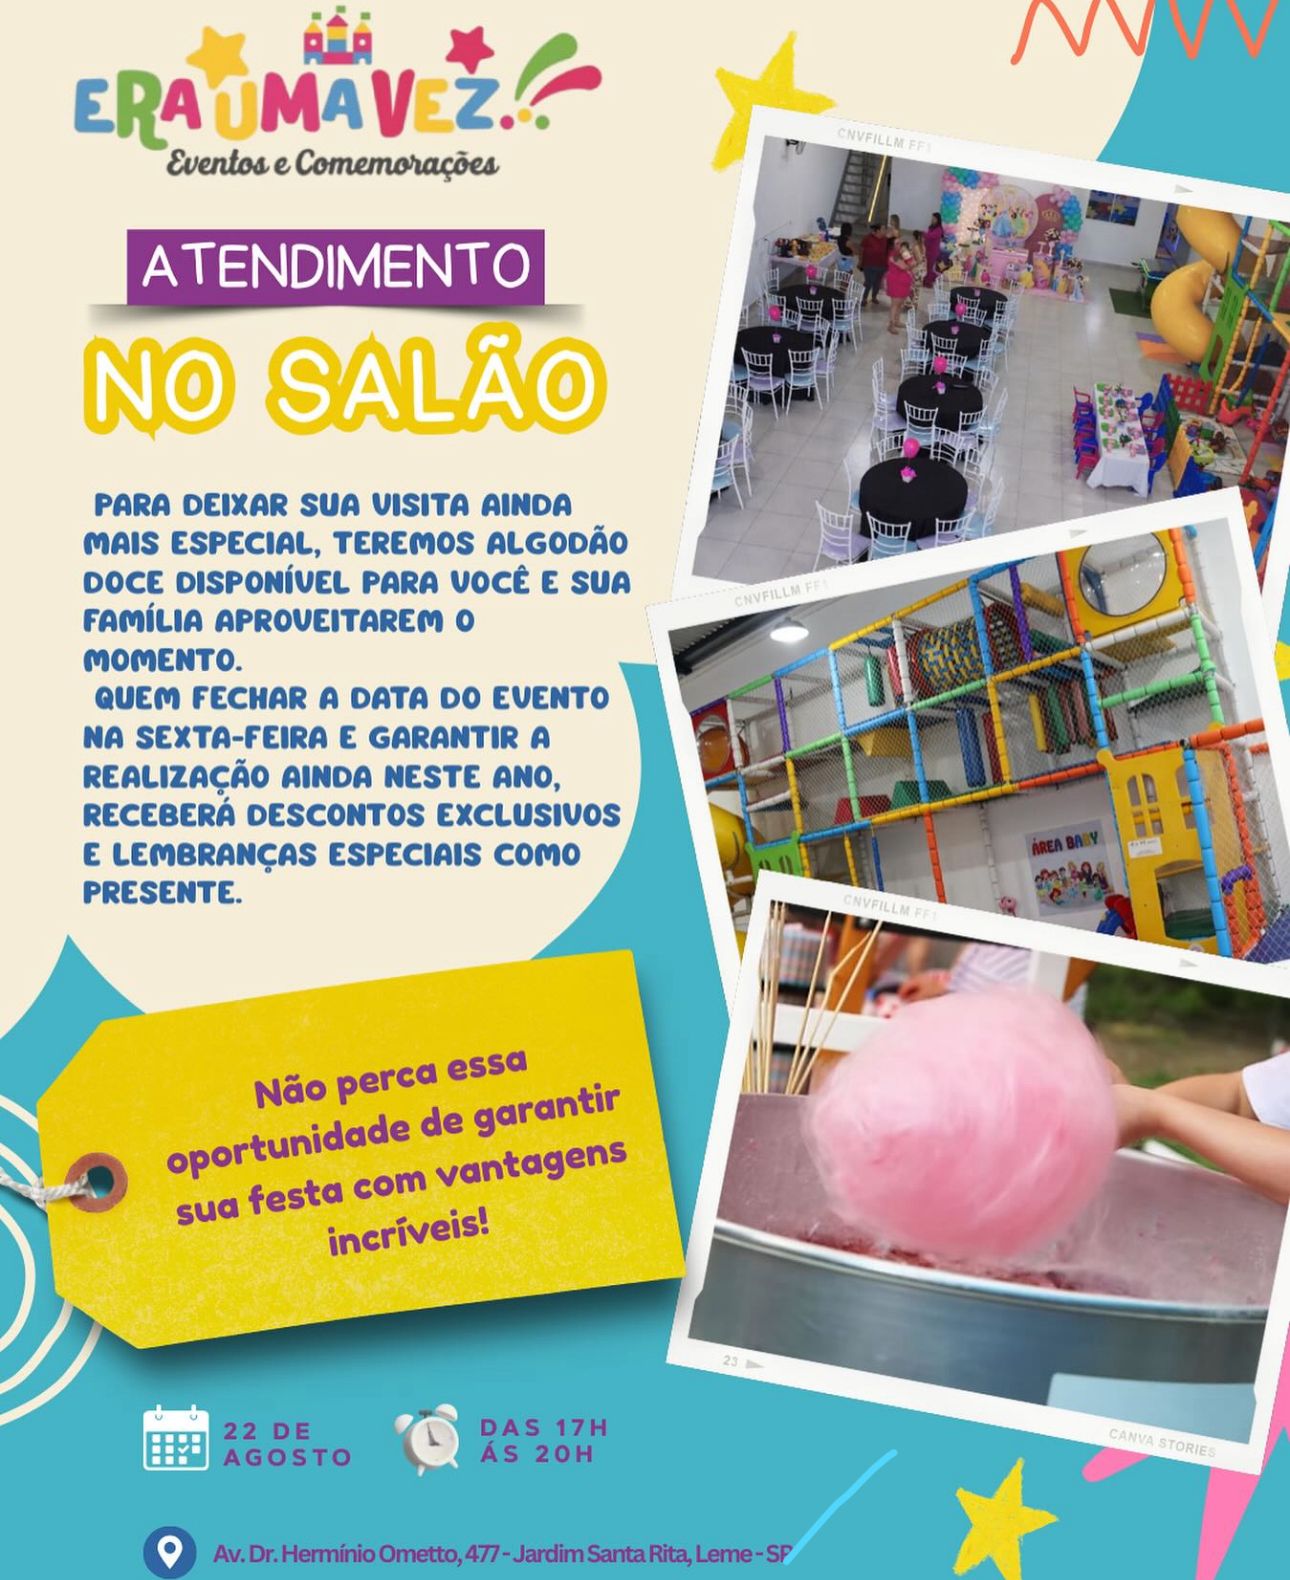 ERA UMA VEZ...
Eventos e Comemorações
ATENDIMENTO
NO SALÃO
PARA DEIXAR SUA VISITA AINDA
MAIS ESPECIAL, TEREMOS ALGODÃO
DOCE DISPONÍVEL PARA VOCÊ E SUA
FAMÍLIA APROVEITAREM O
MOMENTO.
QUEM FECHAR A DATA DO EVENTO
NA SEXTA-FEIRA E GARANTIR A
REALIZAÇÃO AINDA NESTE ANO,
RECEBERÁ DESCONTOS EXCLUSIVOS
E LEMBRANÇAS ESPECIAIS COMO
PRESENTE.
Não perca essa
oportunidade de garantir
sua festa com vantagens
incríveis!
22 DE
AGOSTO
DAS 17H
ÁS 20H
Av. Dr. Hermínio Ometto, 477 - Jardim Santa Rita, Leme - SP
CNVFILLM FF1
CNVFILLM FF1
ÁREA BABY
CNVFILLM FF1
23
CANVA STORIES